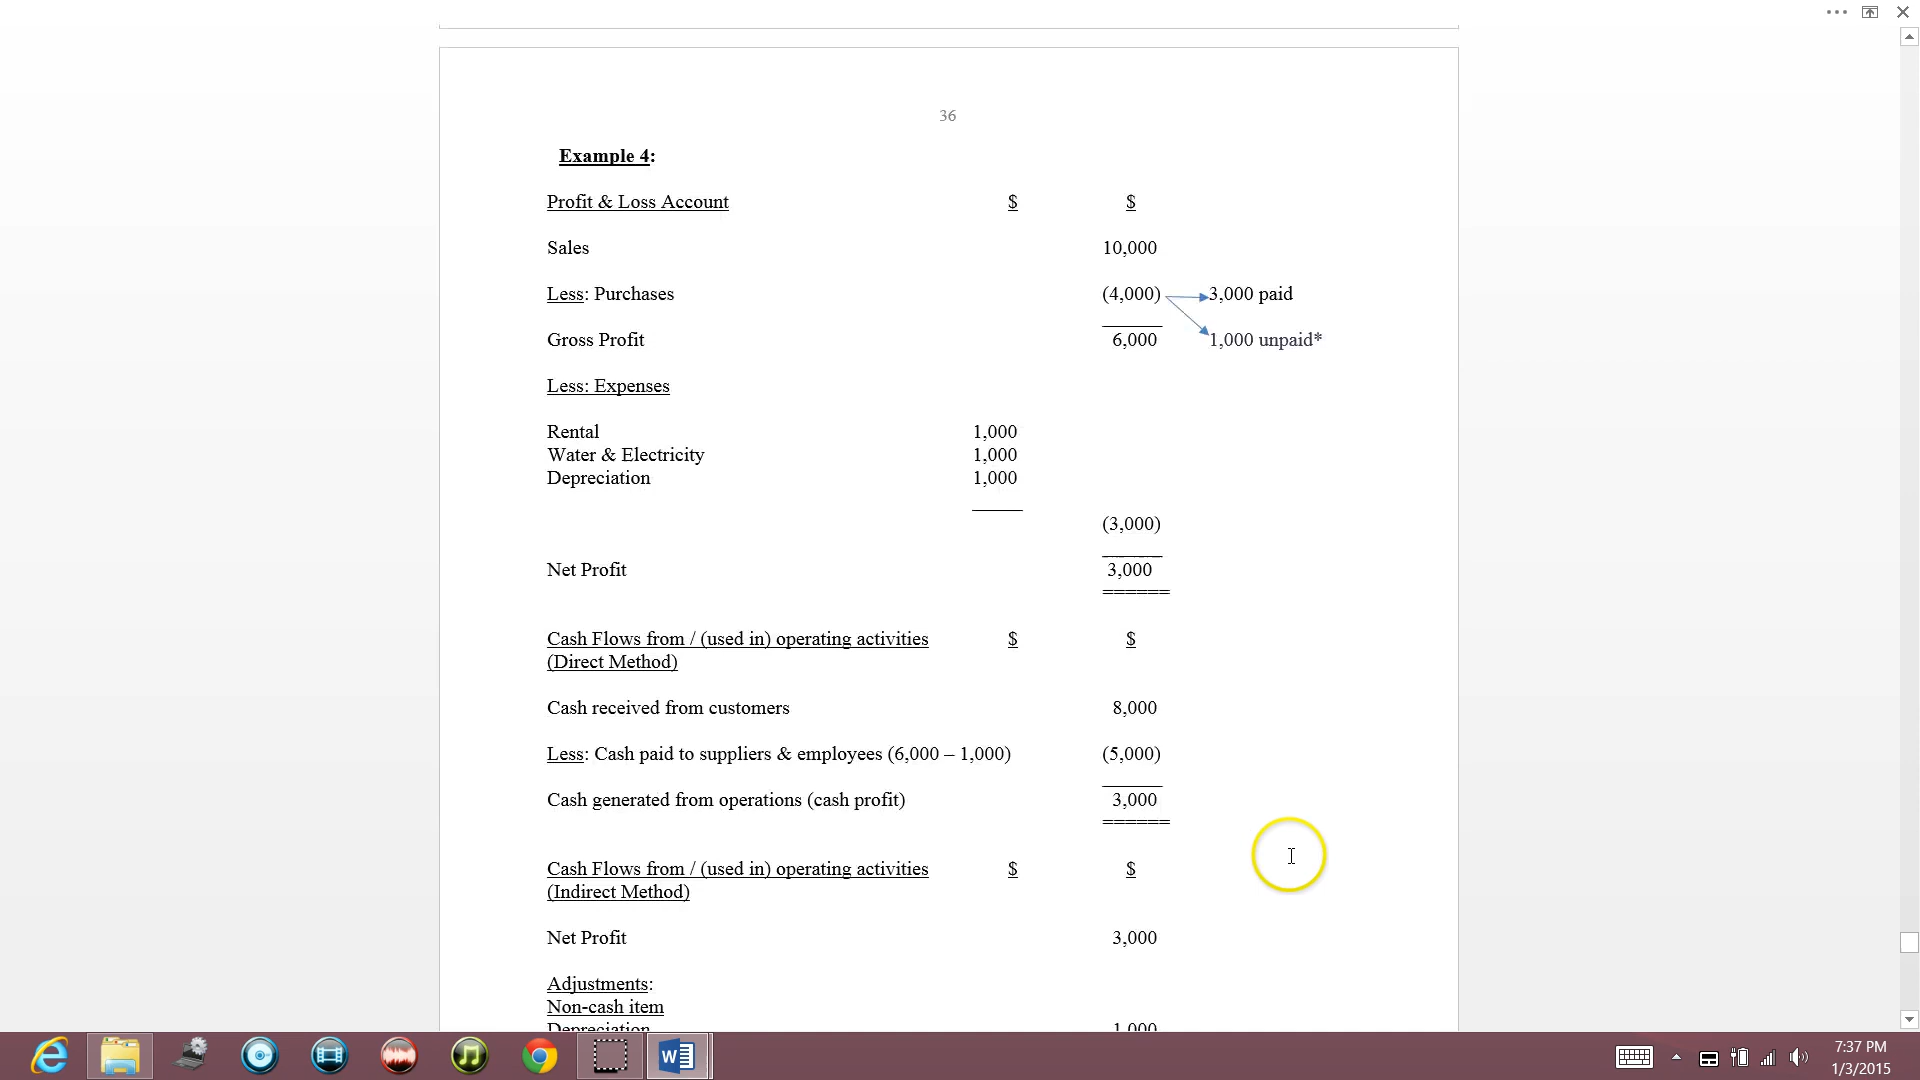 36
Example 4:
Profit & Loss Account $ $
Sales 10,000
Less: Purchases (4,000) 3,000 paid
Gross Profit 6,000 1,000 unpaid*
Less: Expenses
Rental 1,000
Water & Electricity 1,000
Depreciation 1,000
(3,000)
Net Profit 3,000
======
Cash Flows from / (used in) operating activities $ $
(Direct Method)
Cash received from customers 8,000
Less: Cash paid to suppliers & employees (6,000 – 1,000) (5,000)
Cash generated from operations (cash profit) 3,000
======
Cash Flows from / (used in) operating activities $ $
(Indirect Method)
Net Profit 3,000
Adjustments:
Non-cash item
Depreciation 1,000
7:37 PM
1/3/2015